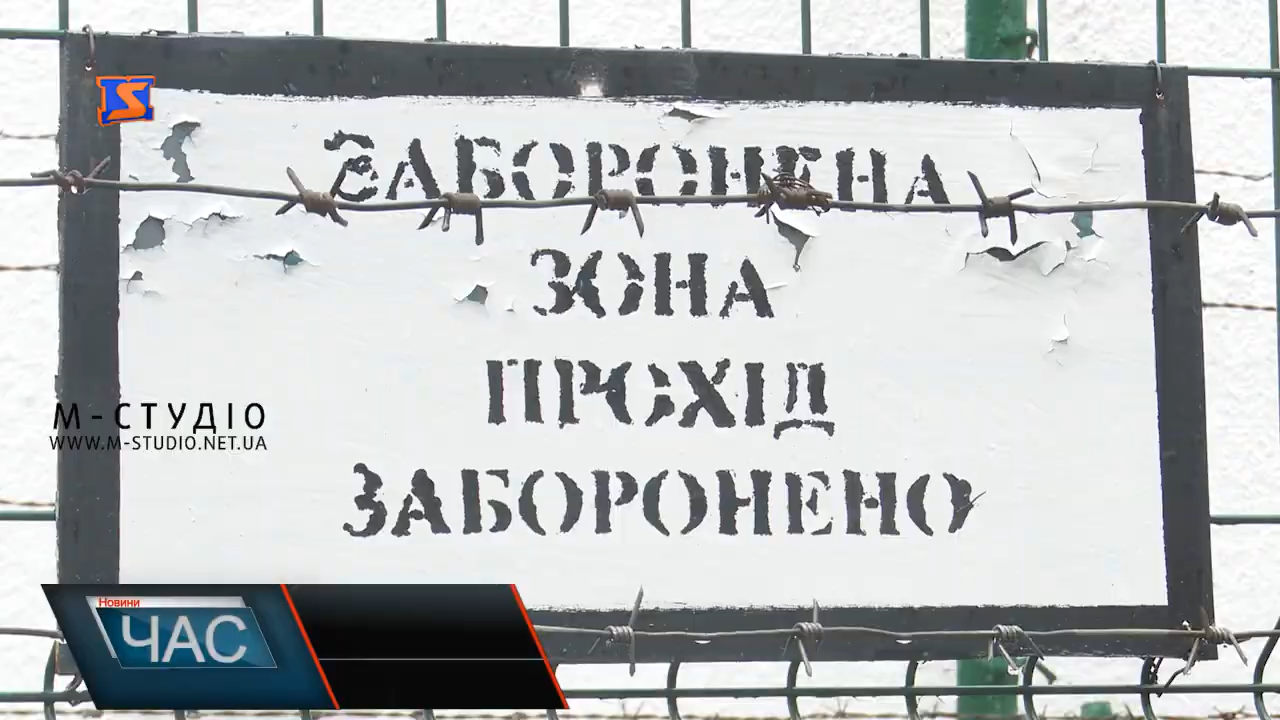 ЗАБОРОНЕНА
ЗОНА
ПРОХІД
ЗАБОРОНЕНО
М-СТУДІО
WWW.M-STUDIO.NET.UA
Новини
ЧАС